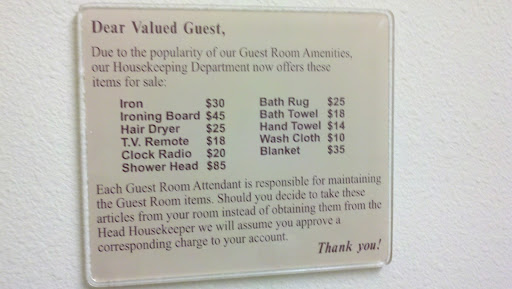 Dear Valued Guest,
Due to the popularity of our Guest Room Amenities,
our Housekeeping Department now offers these
items for sale:
Iron $30 Bath Rug $25
Ironing Board $45 Bath Towel $18
Hair Dryer $25 Hand Towel $14
T.V. Remote $18 Wash Cloth $10
Clock Radio $20 Blanket $35
Shower Head $85
Each Guest Room Attendant is responsible for maintaining
the Guest Room items. Should you decide to take these
articles from your room instead of obtaining them from the
Head Housekeeper we will assume you approve a
corresponding charge to your account.
Thank you!